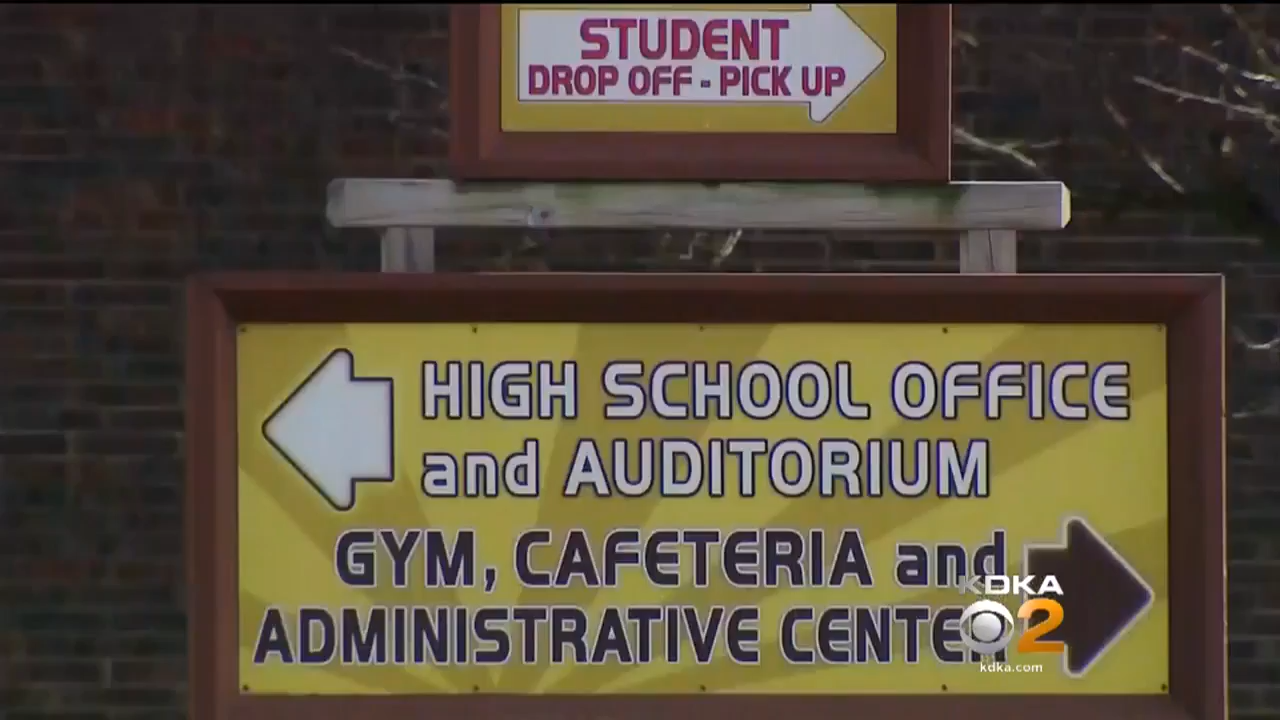 STUDENT
DROP OFF - PICK UP
HIGH SCHOOL OFFICE
and AUDITORIUM
GYM, CAFETERIA and
ADMINISTRATIVE CENTER
KDKA
2
kdka.com